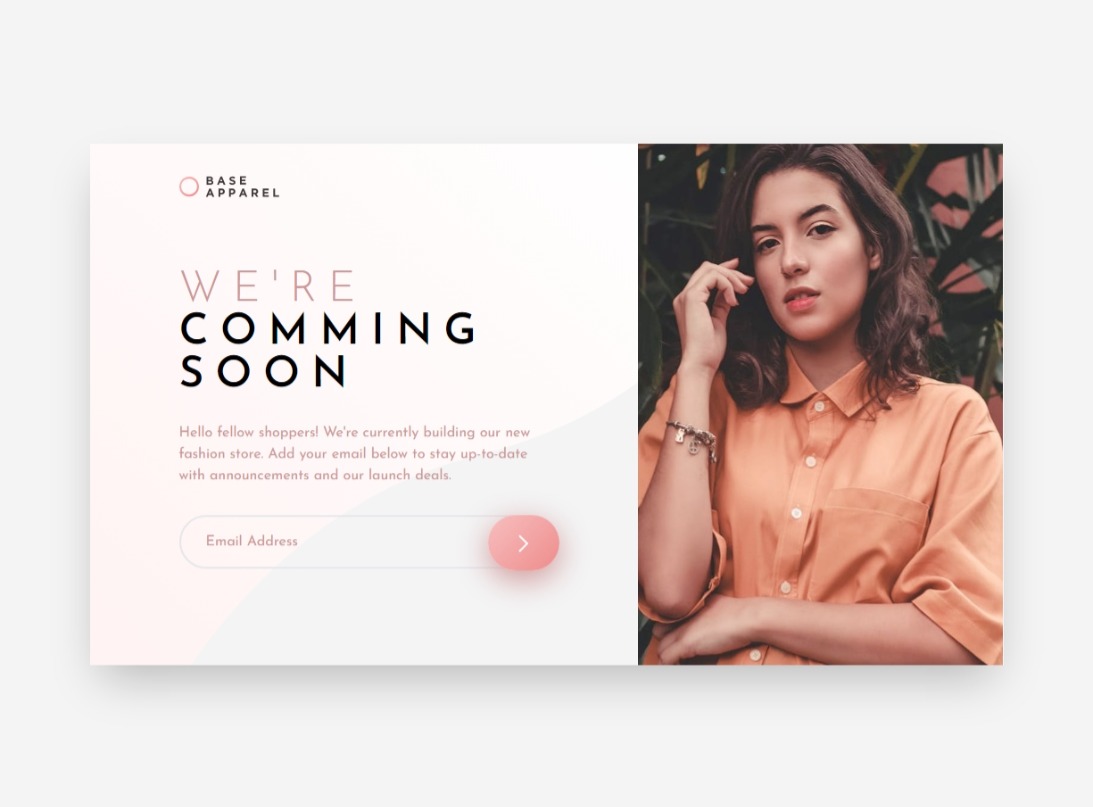 BASE
APPAREL
WE'RE
COMMING
SOON
Hello fellow shoppers! We're currently building our new
fashion store. Add your email below to stay up-to-date
with announcements and our launch deals.
Email Address